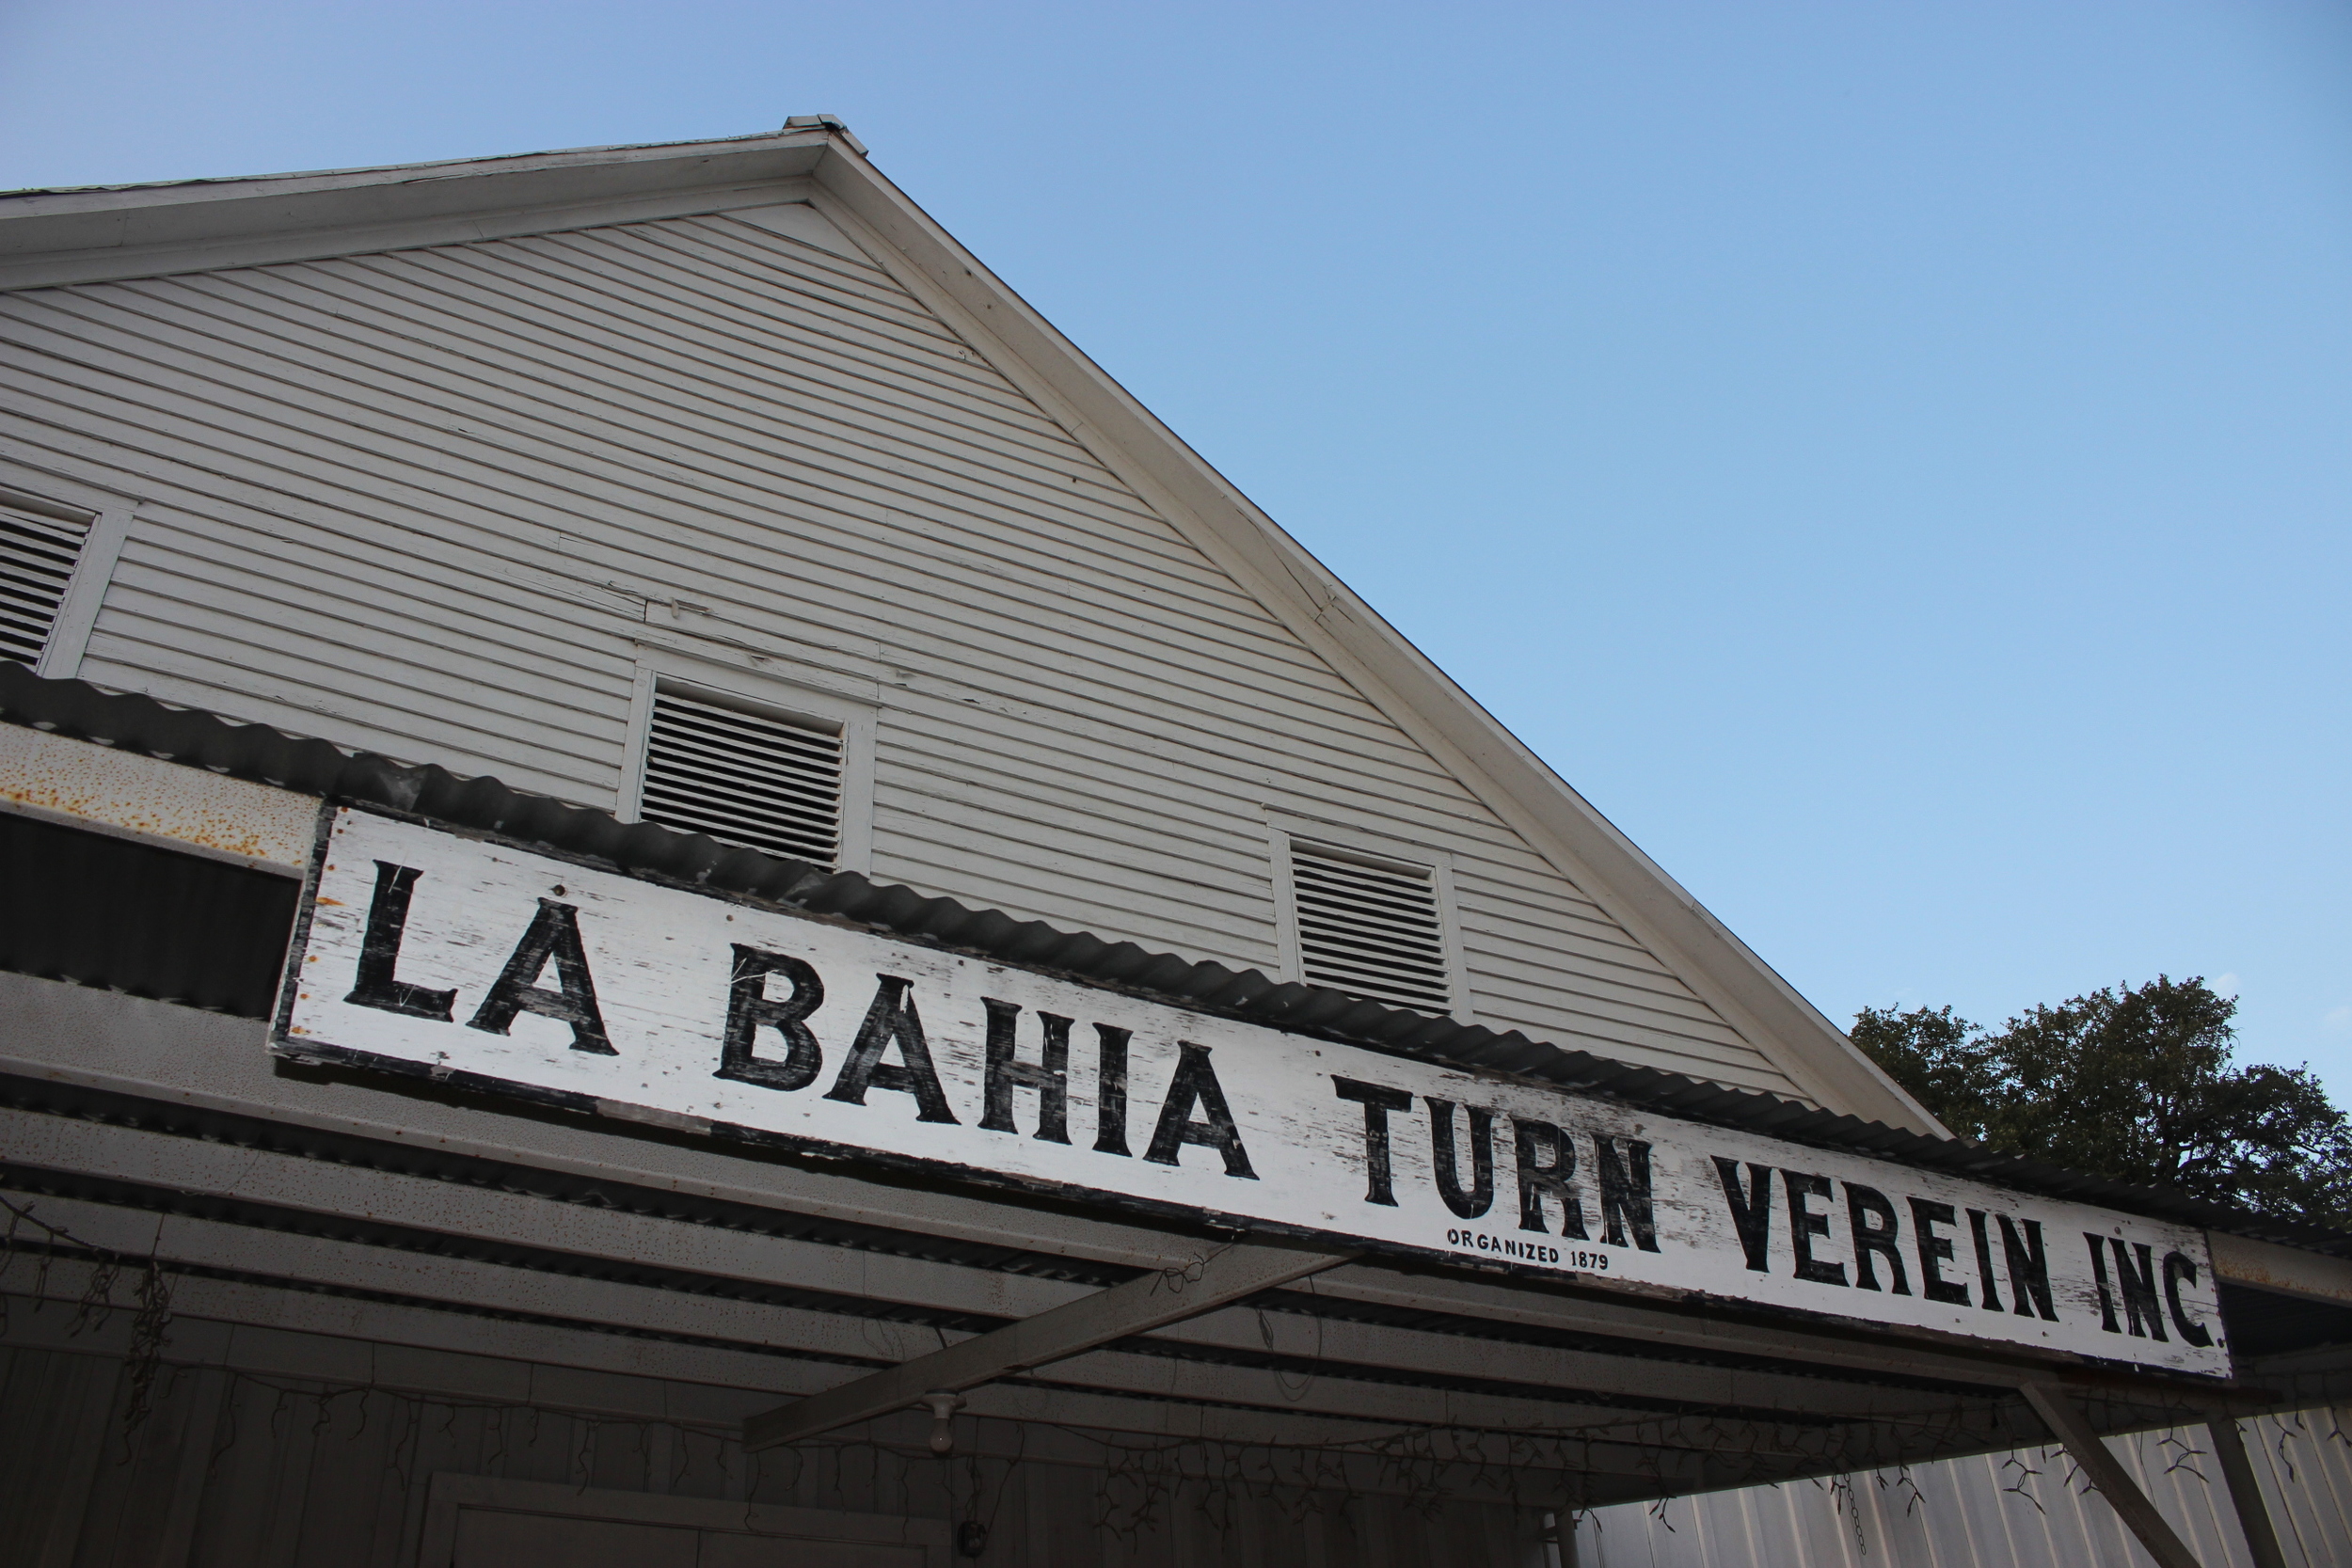 LA BAHIA TURN VEREIN INC.
ORGANIZED 1879